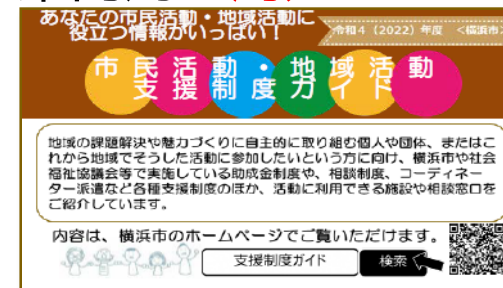 あなたの市民活動・地域活動に
役立つ情報がいっぱい！
令和4（2022）年度 <横浜市
市民活動・地域活動
支援制度ガイド
地域の課題解決や魅力づくりに自主的に取り組む個人や団体、またはこ
れから地域でそうした活動に参加したいという方に向け、横浜市や社会
福祉協議会等で実施している助成金制度や、相談制度、コーディネー
ター派遣など各種支援制度のほか、活動に利用できる施設や相談窓口を
ご紹介しています。
内容は、横浜市のホームページでご覧いただけます。
支援制度ガイド 検索